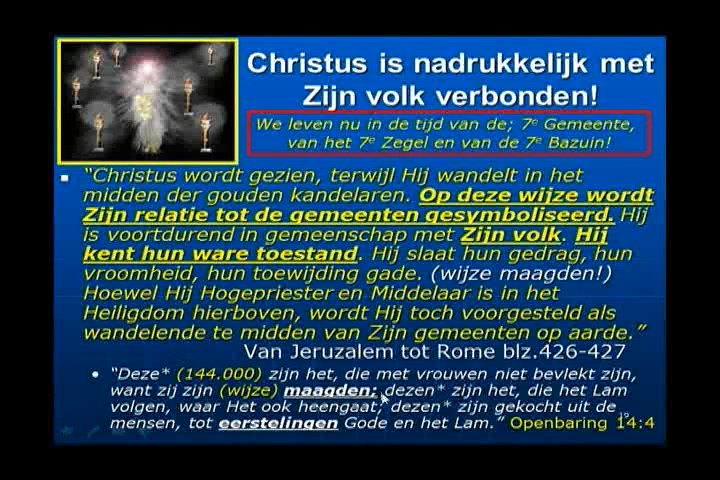 Christus is nadrukkelijk met
Zijn volk verbonden!
We leven nu in de tijd van de; 7e Gemeente,
van het 7e Zegel en van de 7e Bazuin!
"Christus wordt gezien, terwijl Hij wandelt in het
midden der gouden kandelaren. Op deze wijze wordt
Zijn relatie tot de gemeenten gesymboliseerd. Hij
is voortdurend in gemeenschap met Zijn volk. Hij
kent hun ware toestand. Hij slaat hun gedrag, hun
vroomheid, hun toewijding gade. (wijze maagden!)
Hoewel Hij Hogepriester en Middelaar is in het
Heiligdom hierboven, wordt Hij toch voorgesteld als
wandelende te midden van Zijn gemeenten op aarde."
Van Jeruzalem tot Rome blz.426-427
• "Deze* (144.000) zijn het, die met vrouwen niet bevlekt zijn,
want zij zijn (wijze) maagden; dezen* zijn het, die het Lam
volgen, waar Het ook heengaat; dezen* zijn gekocht uit de
mensen, tot eerstelingen Gode en het Lam." Openbaring 14:4